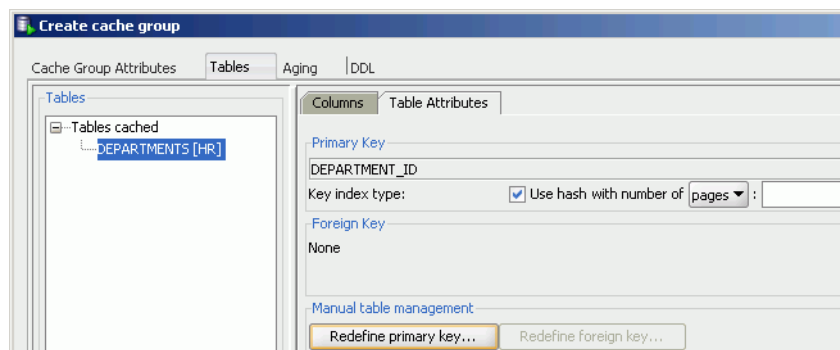 Create cache group
Cache Group Attributes Tables Aging DDL
Tables
Tables cached
DEPARTMENTS [HR]
Columns Table Attributes
Primary Key
DEPARTMENT_ID
Key index type: Use hash with number of pages :
Foreign Key
None
Manual table management
Redefine primary key... Redefine foreign key...